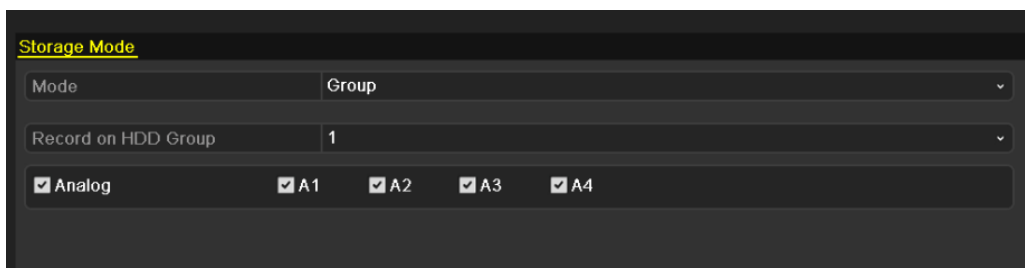 Storage Mode
Mode Group
Record on HDD Group 1
Analog A1 A2 A3 A4